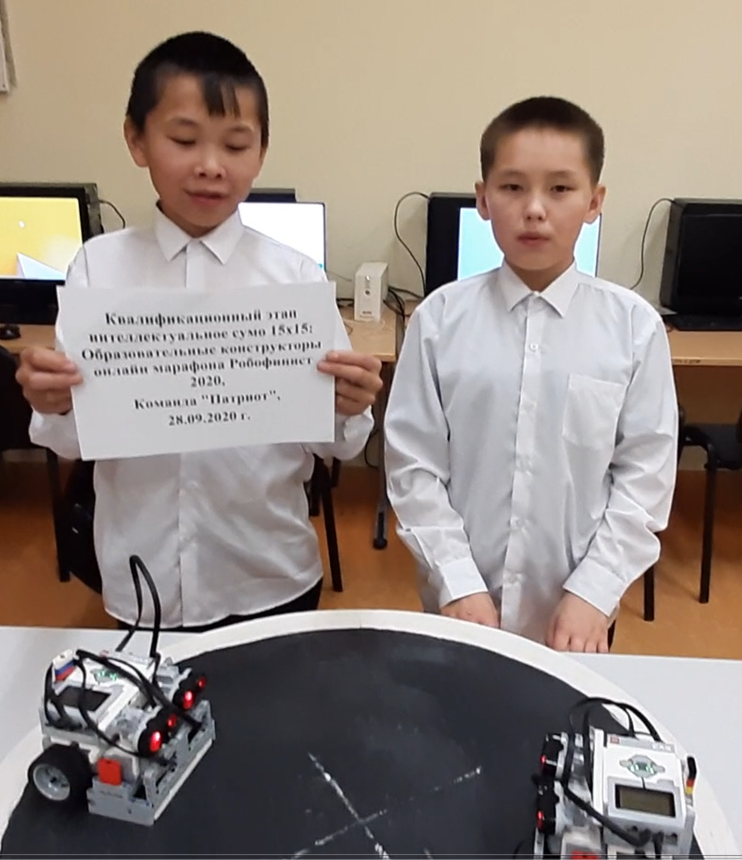 Квалификационный этап
интеллектуальное сумо 15х15:
Образовательные конструкторы
онлайн марафона Робофинист
2020,
Команда "Патриот",
28.09.2020 г.